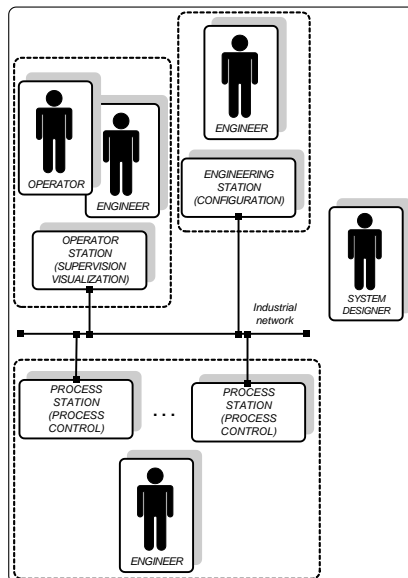 ENGINEER
OPERATOR
ENGINEER
ENGINEERING
STATION
(CONFIGURATION)
OPERATOR
STATION
(SUPERVISION
VISUALIZATION)
SYSTEM
DESIGNER
Industrial
network
PROCESS
STATION
(PROCESS
CONTROL)
. . .
PROCESS
STATION
(PROCESS
CONTROL)
ENGINEER